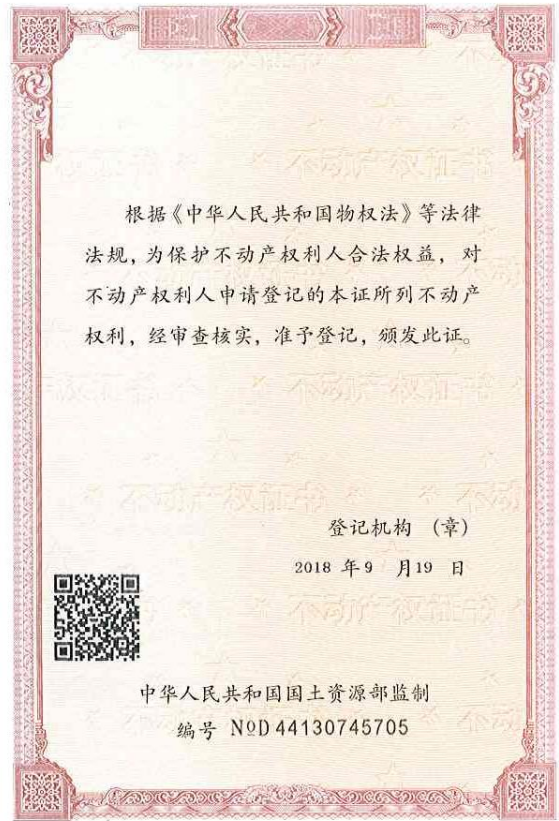 根据《中华人民共和国物权法》等法律
法规，为保护不动产权利人合法权益，对
不动产权利人申请登记的本证所列不动产
权利，经审查核实，准予登记，颁发此证。
登记机构 （章）
2018 年 9 月 19 日
中华人民共和国国土资源部监制
编号 NºD 44130745705